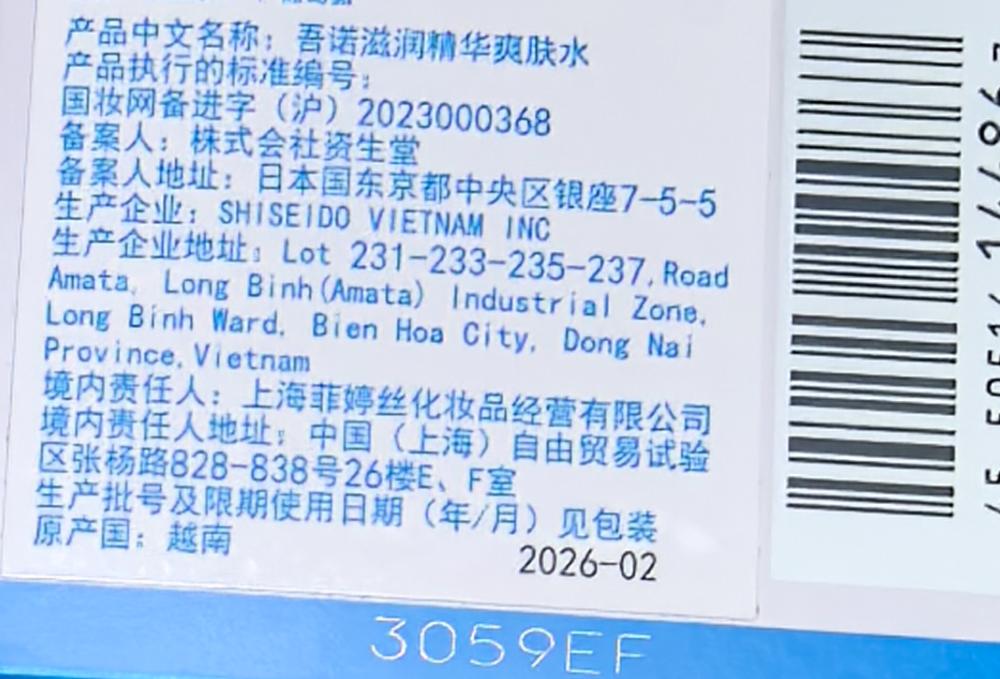 产品中文名称：吾诺滋润精华爽肤水
产品执行的标准编号：
国妆网备进字（沪）2023000368
备案人：株式会社资生堂
备案人地址：日本国东京都中央区银座7-5-5
生产企业：SHISEIDO VIETNAM INC
生产企业地址：Lot 231-233-235-237,Road
Amata, Long Binh(Amata) Industrial Zone,
Long Binh Ward, Bien Hoa City, Dong Nai
Province,Vietnam
境内责任人：上海菲婷丝化妆品经营有限公司
境内责任人地址：中国（上海）自由贸易试验
区张杨路828-838号26楼E、F室
生产批号及限期使用日期（年/月）见包装
原产国：越南
2026-02
3059EF